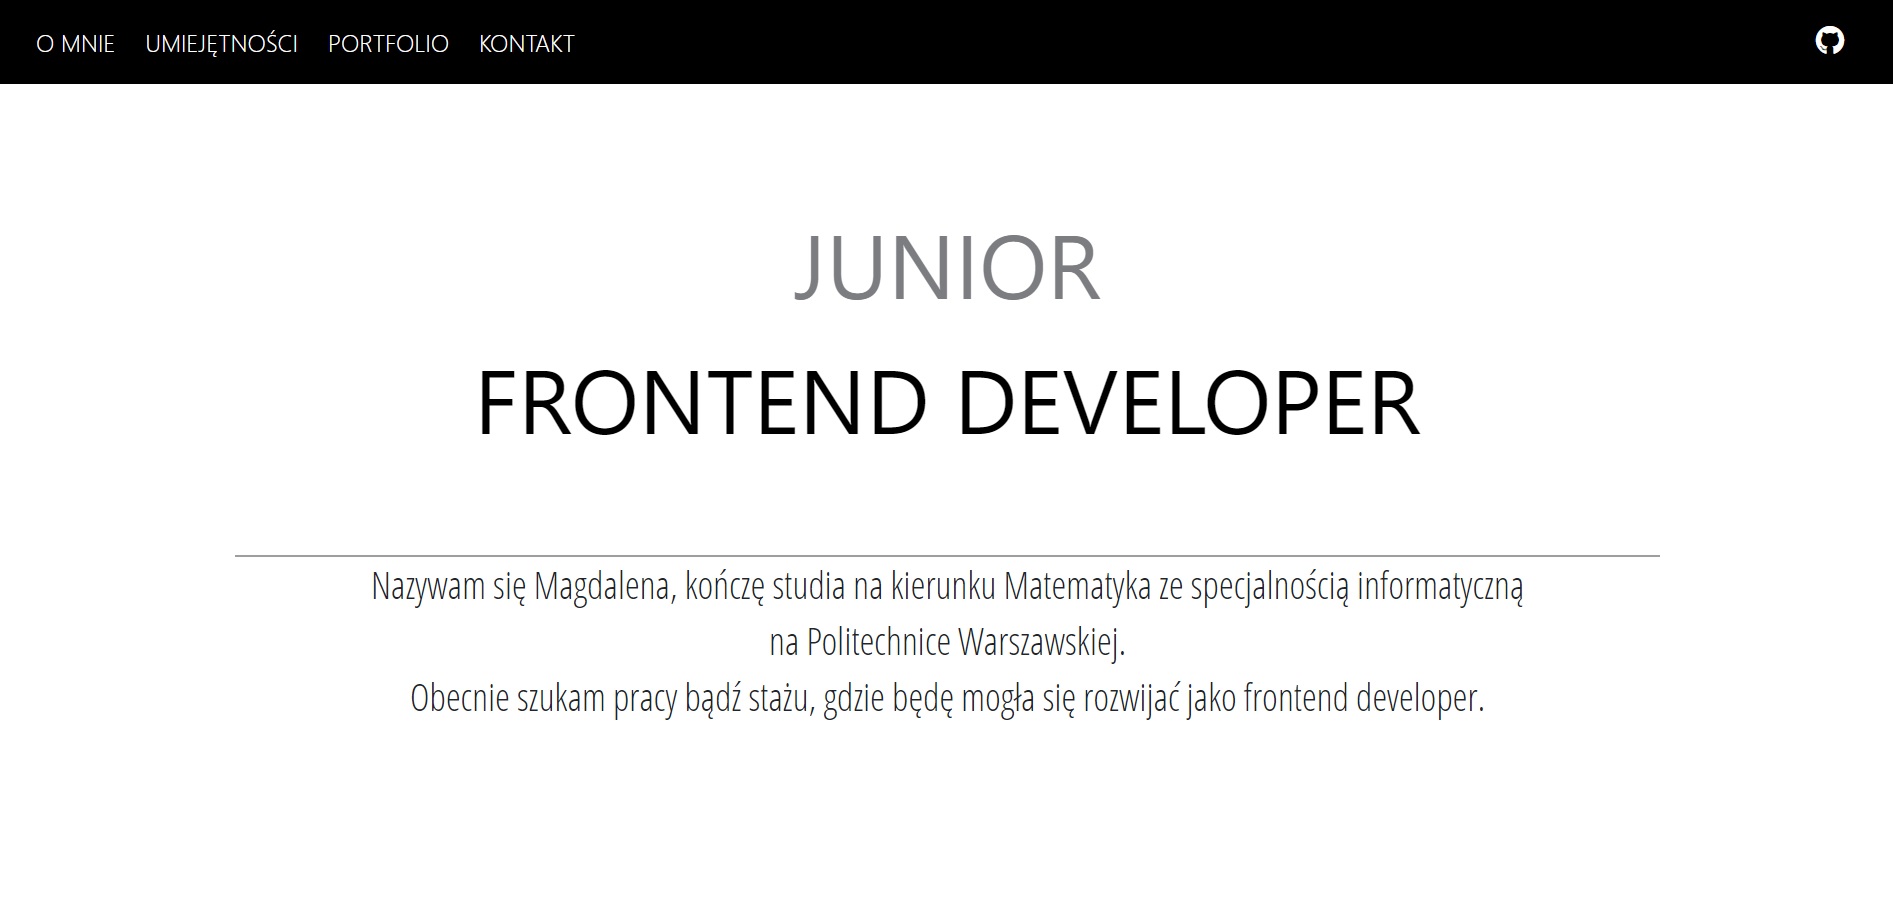 O MNIE UMIEJĘTNOŚCI PORTFOLIO KONTAKT
JUNIOR
FRONTEND DEVELOPER
Nazywam się Magdalena, kończę studia na kierunku Matematyka ze specjalnością informatyczną
na Politechnice Warszawskiej.
Obecnie szukam pracy bądź stażu, gdzie będę mogła się rozwijać jako frontend developer.